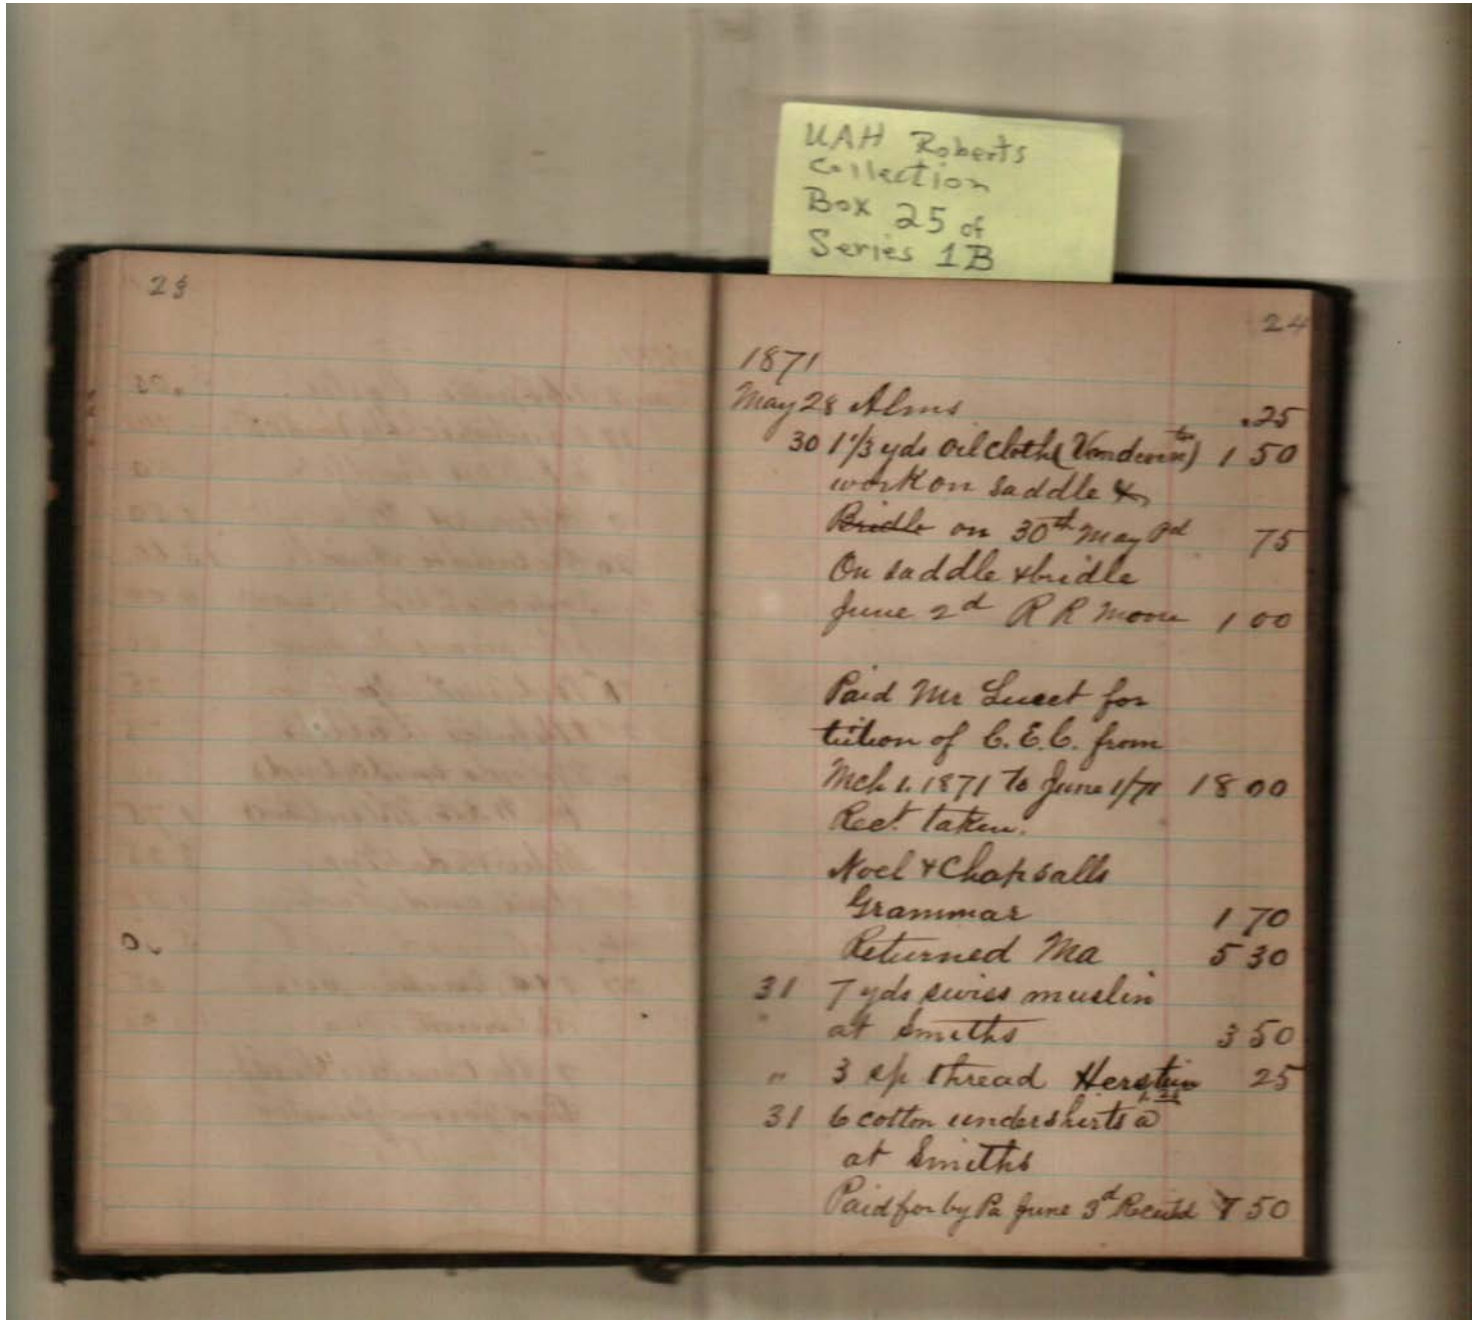 UAH Roberts
Collection
Box 25 of
Series 1B
23
24
1871
May 28 Alms .25
30 1 1/3 yds oil cloth (Vandeven ter) 1 50
work on saddle &
Bridle on 30th May Pd 75
On saddle & bridle
June 2d R R Moore 1 00
Paid Mr Lucet for
tuition of C.E.C. from
Mch 1. 1871 to June 1/71 18 00
Rect. taken.
Noel & Chapsalls
Grammar 1 70
Returned Ma 5 30
31 7 yds swiss muslin
at Smiths 3 50
" 3 sp thread Herstein 25
31 6 cotton undershirts a 1.25
at Smiths
Paid for by Pa June 3d 7 50